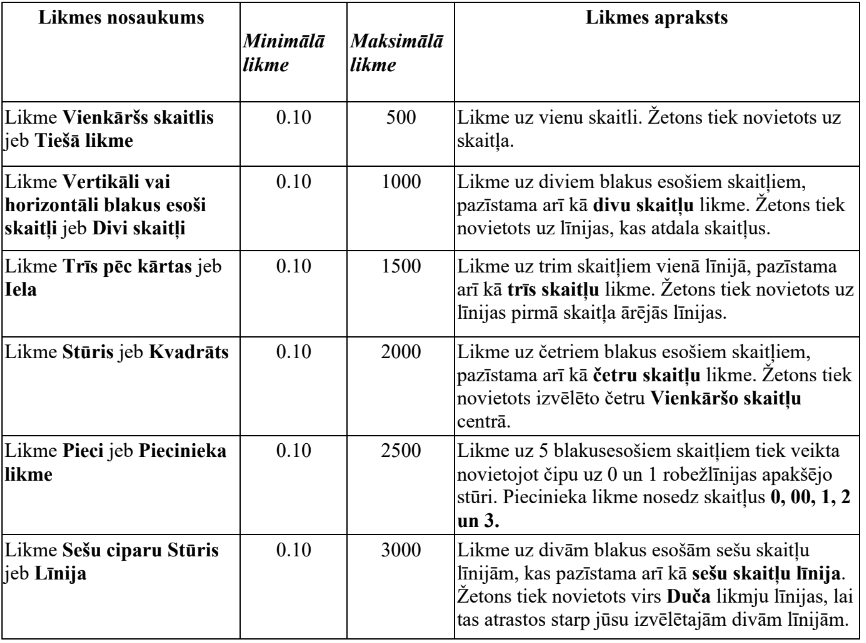 Likmes nosaukums
Minimālā
likme
Maksimālā
likme
Likmes apraksts
Likme Vienkāršs skaitlis
jeb Tiešā likme
0.10
500
Likme uz vienu skaitli. Žetons tiek novietots uz
skaitļa.
Likme Vertikāli vai
horizontāli blakus esoši
skaitļi jeb Divi skaitļi
0.10
1000
Likme uz diviem blakus esošiem skaitļiem,
pazīstama arī kā divu skaitļu likme. Žetons tiek
novietots uz līnijas, kas atdala skaitļus.
Likme Trīs pēc kārtas jeb
Iela
0.10
1500
Likme uz trim skaitļiem vienā līnijā, pazīstama
arī kā trīs skaitļu likme. Žetons tiek novietots uz
līnijas pirmā skaitļa ārējās līnijas.
Likme Stūris jeb Kvadrāts
0.10
2000
Likme uz četriem blakus esošiem skaitļiem,
pazīstama arī kā četru skaitļu likme. Žetons tiek
novietots izvēlēto četru Vienkāršo skaitļu
centrā.
Likme Pieci jeb Piecinieka
likme
0.10
2500
Likme uz 5 blakusesošiem skaitļiem tiek veikta
novietojot čipu uz 0 un 1 robežlīnijas apakšējo
stūri. Piecinieka likme nosedz skaitļus 0, 00, 1, 2
un 3.
Likme Sešu ciparu Stūris
jeb Līnija
0.10
3000
Likme uz divām blakus esošām sešu skaitļu
līnijām, kas pazīstama arī kā sešu skaitļu līnija.
Žetons tiek novietots virs Duča likmju līnijas, lai
tas atrastos starp jūsu izvēlētajām divām līnijām.